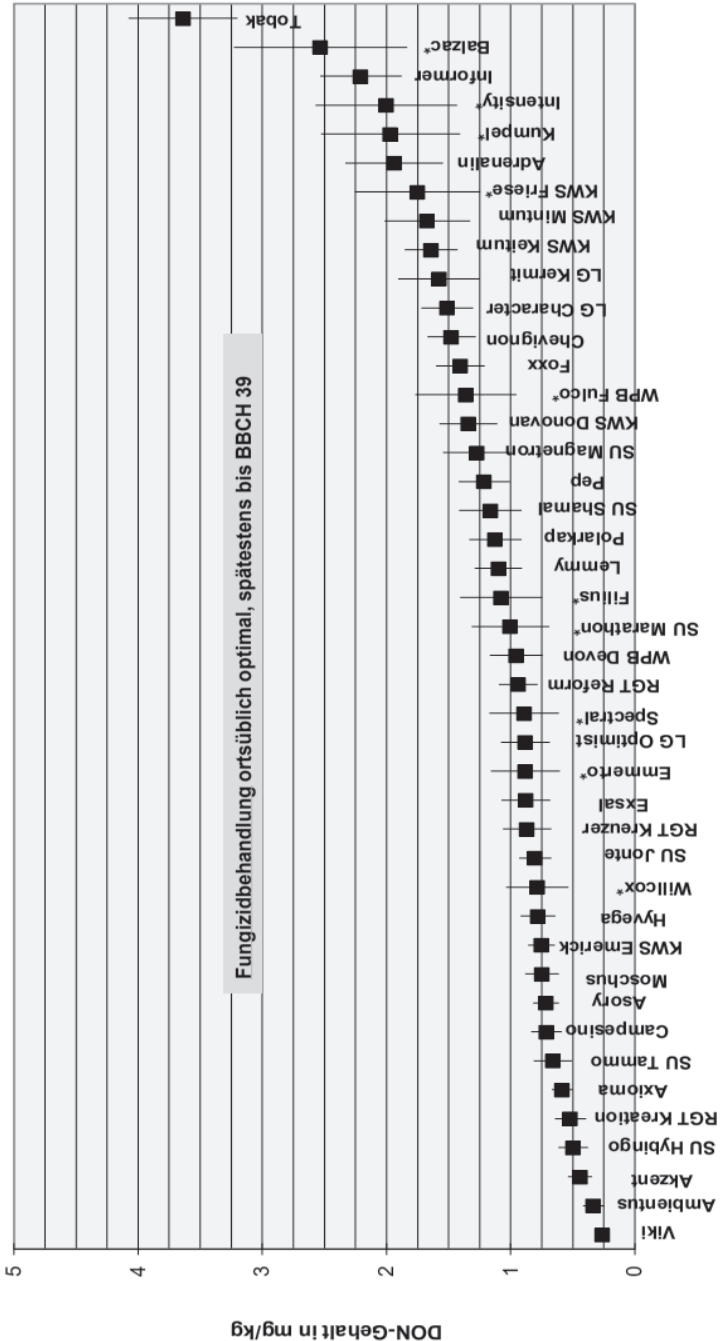 DON-Gehalt in mg/kg
5
4
3
2
1
0
Fungizidbehandlung ortsüblich optimal, spätestens bis BBCH 39
Viki
Ambientus
Akzent
SU Hybingo
RGT Kreation
Axioma
SU Tammo
Campesino
Asory
Moschus
KWS Emerick
Hyvega
Willcox*
SU Jonte
RGT Kreuzer
Exsal
Emmerto*
LG Optimist
Spectral*
RGT Reform
WPB Devon
SU Marathon*
Filius*
Lemmy
Polarkap
SU Shamal
Pep
SU Magnetron
KWS Donovan
WPB Fulco*
Foxx
Chevignon
LG Character
LG Kermit
KWS Keitum
KWS Mintum
KWS Friese*
Adrenalin
Kumpel*
Intensity*
Informer
Balzac*
Tobak